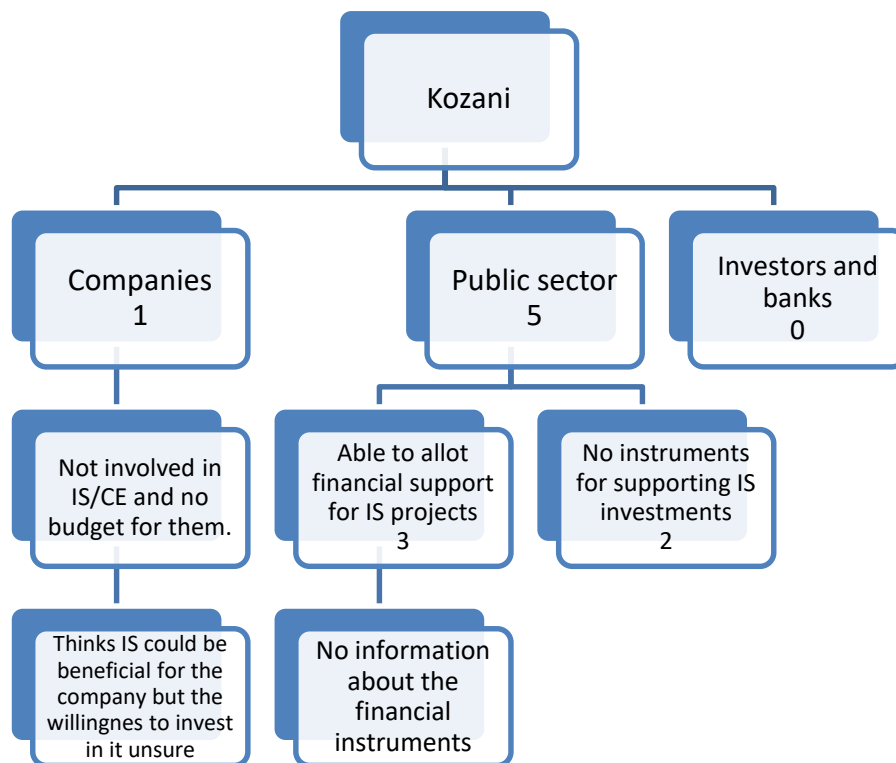 Kozani
Companies
1
Public sector
5
Investors and
banks
0
Not involved in
IS/CE and no
budget for them.
Able to allot
financial support
for IS projects
3
No instruments
for supporting IS
investments
2
Thinks IS could be
beneficial for the
company but the
willingnes to invest
in it unsure
No information
about the
financial
instruments